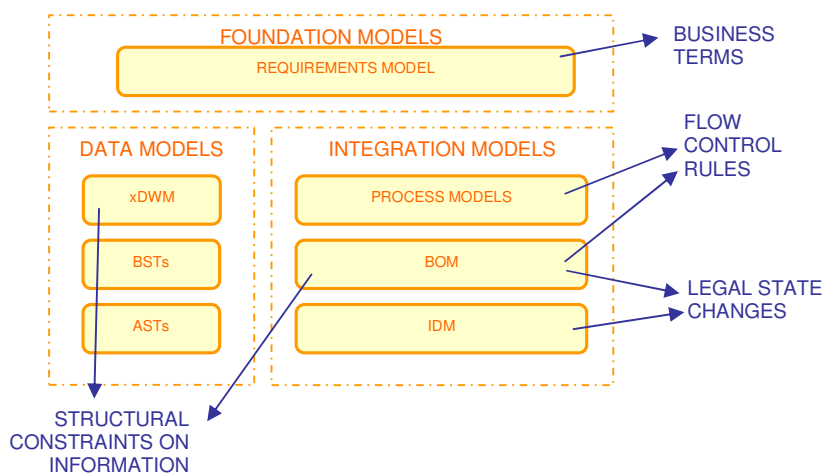 FOUNDATION MODELS
REQUIREMENTS MODEL
BUSINESS
TERMS
DATA MODELS
xDWM
BSTs
ASTs
INTEGRATION MODELS
PROCESS MODELS
BOM
IDM
FLOW
CONTROL
RULES
LEGAL STATE
CHANGES
STRUCTURAL
CONSTRAINTS ON
INFORMATION